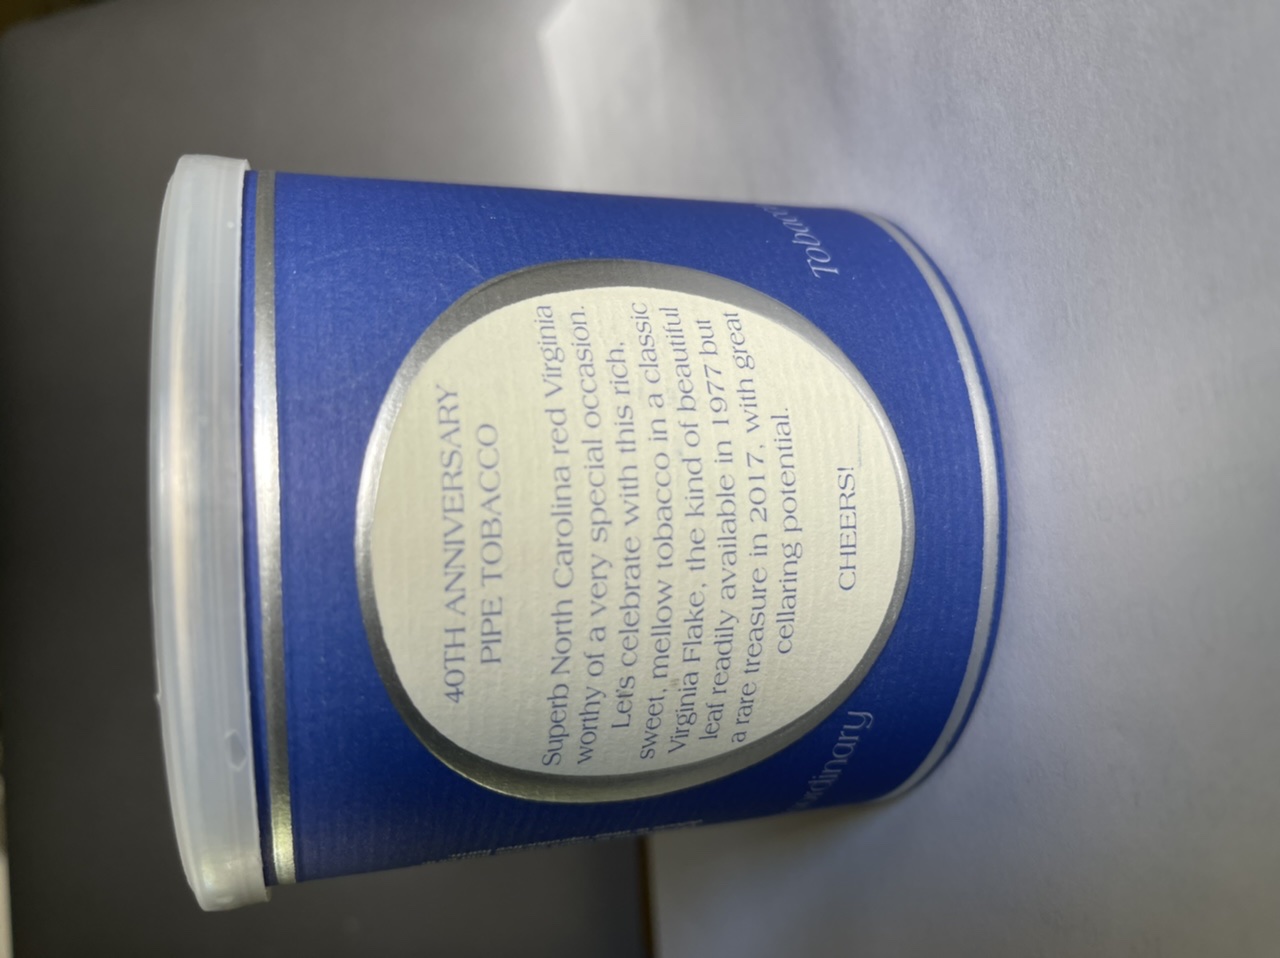 40TH ANNIVERSARY
PIPE TOBACCO
Superb North Carolina red Virginia
worthy of a very special occasion.
Let's celebrate with this rich,
sweet, mellow tobacco in a classic
Virginia Flake, the kind of beautiful
leaf readily available in 1977 but
a rare treasure in 2017, with great
cellaring potential.
CHEERS!